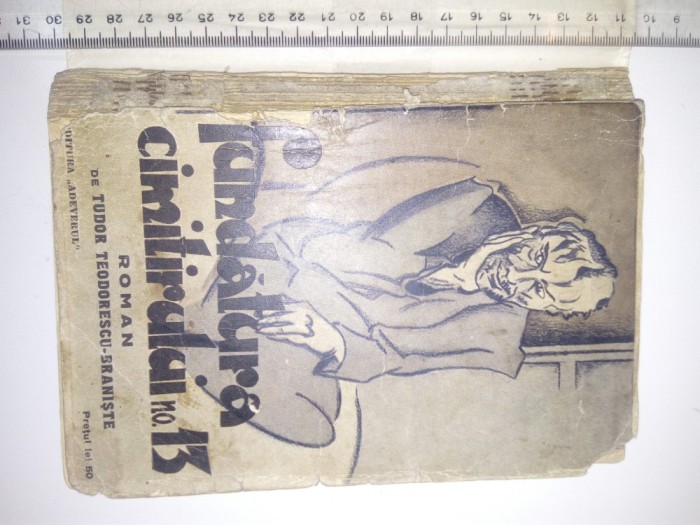 9 10 11 12 13 14 15 16 17 18 19 20 21 22 23 24 25 26 27 28 29 30 31
fundătura
cimitirului no. 13
ROMAN
DE TUDOR TEODORESCU-BRANIȘTE
EDITURA „ADEVERUL"
Prețul lei 50